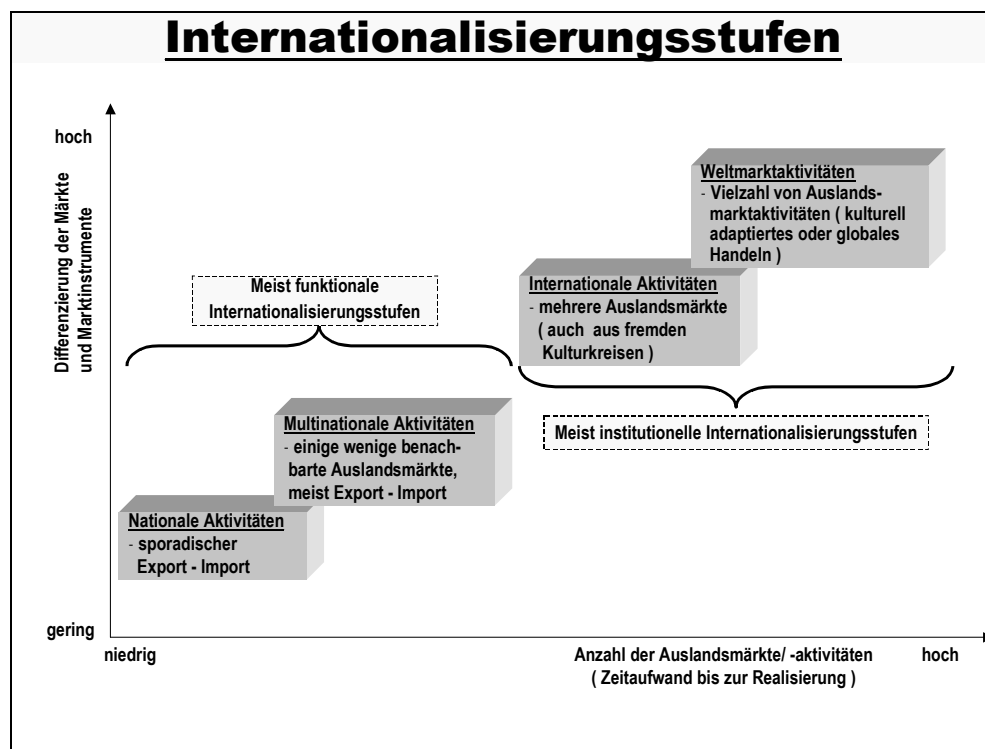 Internationalisierungsstufen
hoch
Differenzierung der Märkte
und Marktinstrumente
Weltmarktaktivitäten
- Vielzahl von Auslands-
marktaktivitäten ( kulturell
adaptiertes oder globales
Handeln )
Meist funktionale
Internationalisierungsstufen
Internationale Aktivitäten
- mehrere Auslandsmärkte
( auch aus fremden
Kulturkreisen )
Multinationale Aktivitäten
- einige wenige benach-
barte Auslandsmärkte,
meist Export - Import
Meist institutionelle Internationalisierungsstufen
Nationale Aktivitäten
- sporadischer
Export - Import
gering
niedrig
Anzahl der Auslandsmärkte/ -aktivitäten
( Zeitaufwand bis zur Realisierung )
hoch